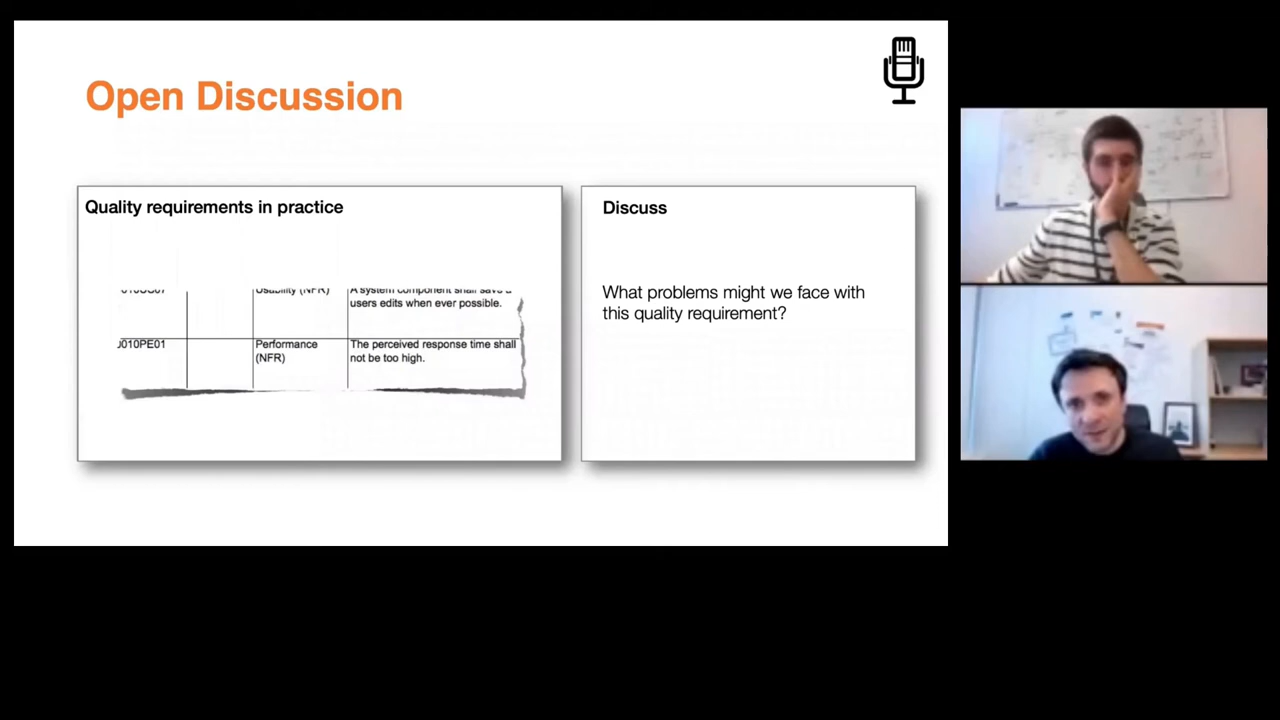 Open Discussion
Quality requirements in practice
Usability (NFR)
A system component shall save a
users edits when ever possible.
J010PE01
Performance
(NFR)
The perceived response time shall
not be too high.
Discuss
What problems might we face with
this quality requirement?